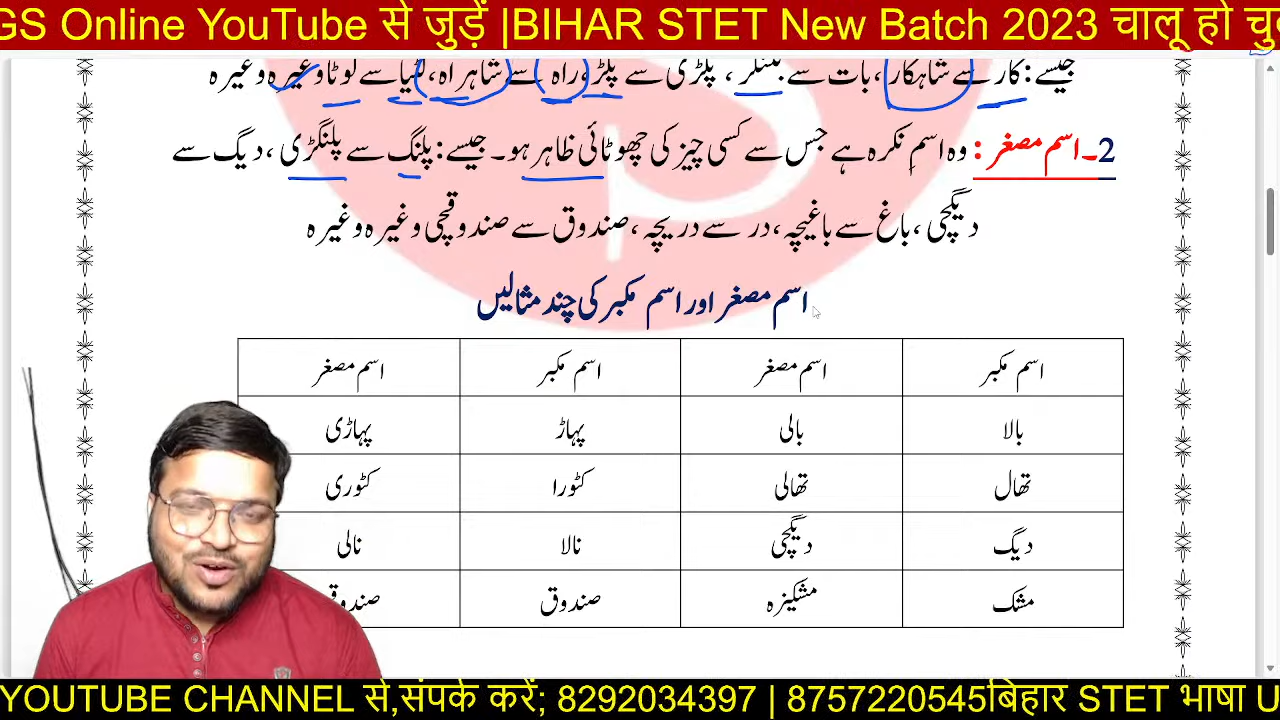 GS Online YouTube से जुड़ें |BIHAR STET New Batch 2023 चालू हो चु
جیسے: کار سے شاہکار، بات سے بتنگر، پگڑی سے پگڑ، راہ سے شاہراہ، لٹیا سے لوٹا وغیرہ وغیرہ
2۔ اسم مصغر: وہ اسمِ نکرہ ہے جس سے کسی چیز کی چھوٹائی ظاہر ہو۔ جیسے: پلنگ سے پلنگڑی، دیگ سے
دیگچی، باغ سے باغیچہ، در سے دریچہ، صندوق سے صندوقچی وغیرہ وغیرہ
اسم مصغر اور اسم مکبر کی چند مثالیں
اسم مکبر اسم مصغر اسم مکبر اسم مصغر
بالا بالی پہاڑ پہاڑی
تھال تھالی کٹورا کٹوری
دیگ دیگچی نالا نالی
مشک مشکیزہ صندوق
YOUTUBE CHANNEL से,संपर्क करें; 8292034397 | 8757220545बिहार STET भाषा U